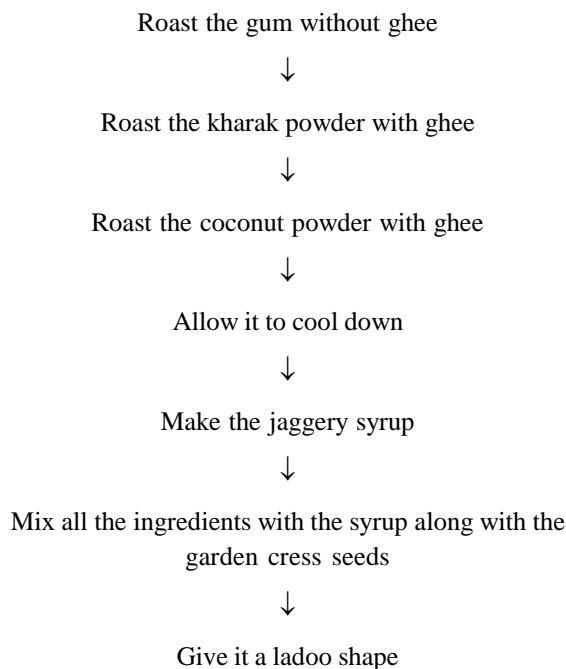 Roast the gum without ghee
↓
Roast the kharak powder with ghee
↓
Roast the coconut powder with ghee
↓
Allow it to cool down
↓
Make the jaggery syrup
↓
Mix all the ingredients with the syrup along with the
garden cress seeds
↓
Give it a ladoo shape